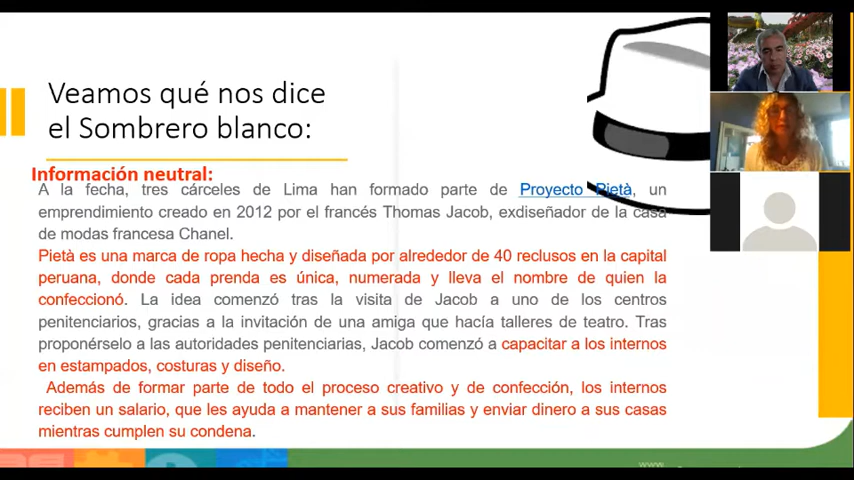 Veamos qué nos dice
el Sombrero blanco:
Información neutral:
A la fecha, tres cárceles de Lima han formado parte de Proyecto Pietà, un
emprendimiento creado en 2012 por el francés Thomas Jacob, exdiseñador de la casa
de modas francesa Chanel.
Pietà es una marca de ropa hecha y diseñada por alrededor de 40 reclusos en la capital
peruana, donde cada prenda es única, numerada y lleva el nombre de quien la
confeccionó. La idea comenzó tras la visita de Jacob a uno de los centros
penitenciarios, gracias a la invitación de una amiga que hacía talleres de teatro. Tras
proponérselo a las autoridades penitenciarias, Jacob comenzó a capacitar a los internos
en estampados, costuras y diseño.
Además de formar parte de todo el proceso creativo y de confección, los internos
reciben un salario, que les ayuda a mantener a sus familias y enviar dinero a sus casas
mientras cumplen su condena.